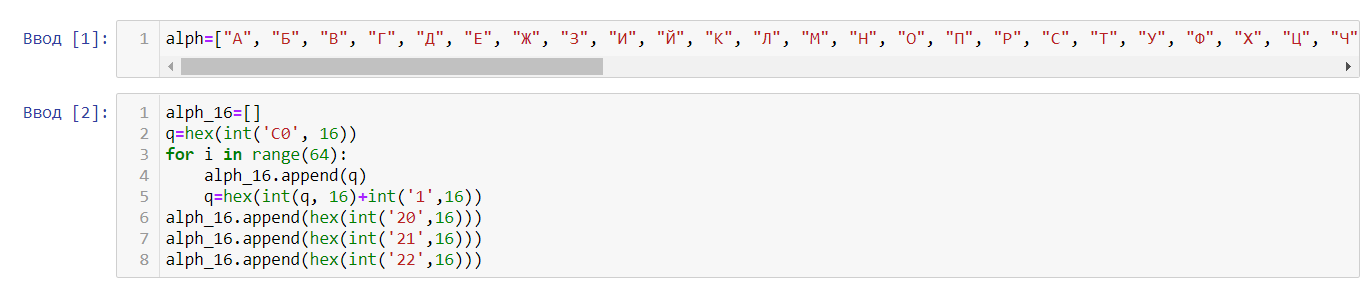 Ввод [1]: 1 alph=["А", "Б", "В", "Г", "Д", "Е", "Ж", "З", "И", "Й", "К", "Л", "М", "Н", "О", "П", "Р", "С", "Т", "У", "Ф", "Х", "Ц", "Ч"
Ввод [2]: 1 alph_16=[]
2 q=hex(int('C0', 16))
3 for i in range(64):
4     alph_16.append(q)
5     q=hex(int(q, 16)+int('1',16))
6 alph_16.append(hex(int('20',16)))
7 alph_16.append(hex(int('21',16)))
8 alph_16.append(hex(int('22',16)))